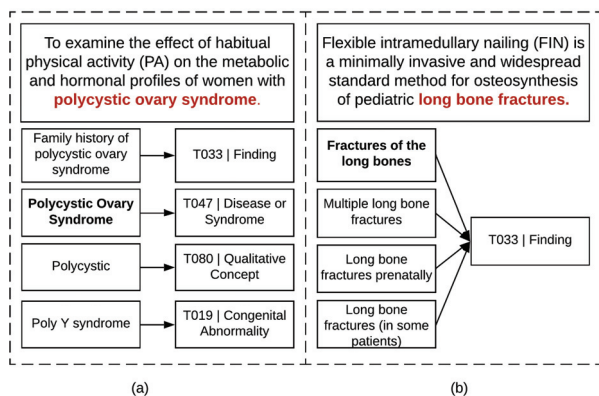 To examine the effect of habitual
physical activity (PA) on the metabolic
and hormonal profiles of women with
polycystic ovary syndrome.
Family history of
polycystic ovary
syndrome
T033 | Finding
Polycystic Ovary
Syndrome
T047 | Disease or
Syndrome
Polycystic
T080 | Qualitative
Concept
Poly Y syndrome
T019 | Congenital
Abnormality
(a)
Flexible intramedullary nailing (FIN) is
a minimally invasive and widespread
standard method for osteosynthesis
of pediatric long bone fractures.
Fractures of the
long bones
Multiple long bone
fractures
Long bone
fractures prenatally
Long bone
fractures (in some
patients)
T033 | Finding
(b)